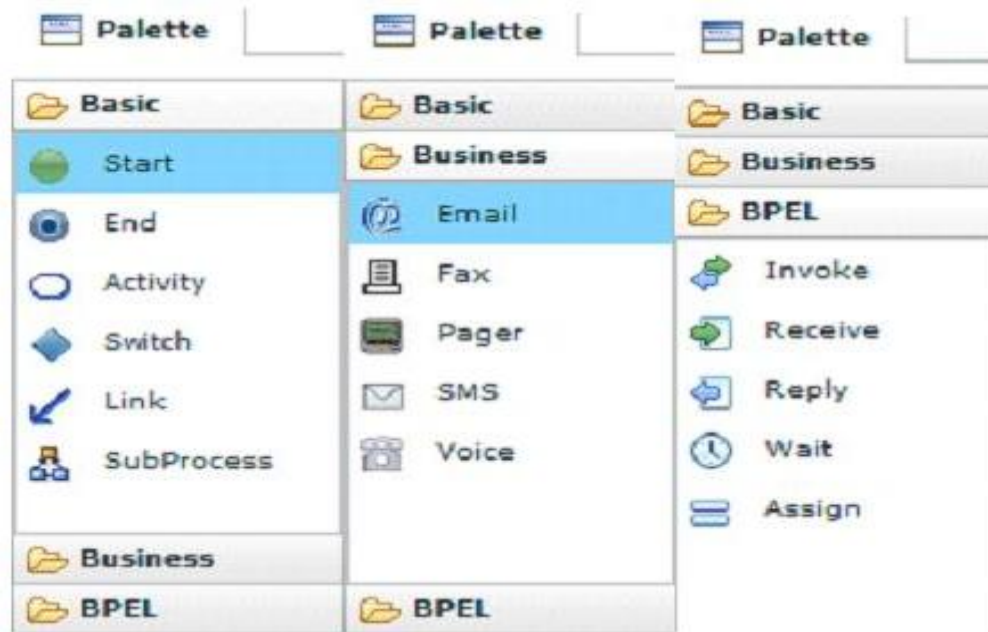 Palette
Basic
Start
End
Activity
Switch
Link
SubProcess
Business
BPEL
Palette
Basic
Business
Email
Fax
Pager
SMS
Voice
BPEL
Palette
Basic
Business
BPEL
Invoke
Receive
Reply
Wait
Assign